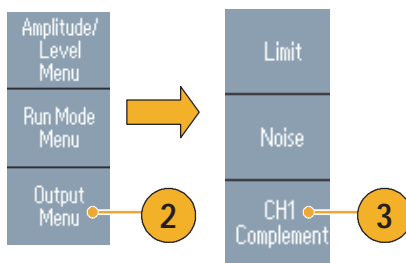 Amplitude/
Level
Menu
Run Mode
Menu
Output
Menu
2
Limit
Noise
CH1
Complement
3